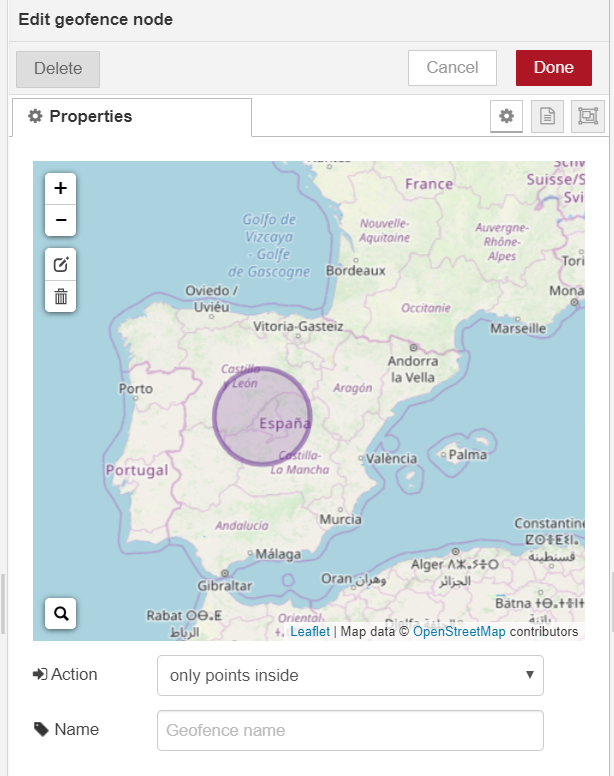 Edit geofence node
Delete
Cancel
Done
Properties
+
−
France
Suisse/S
Svi
Golfo de
Vizcaya
· Golfe
de Gascogne
Nouvelle-
Aquitaine
Auvergne-
Rhône-
Alpes
Tori
Bordeaux
Oviedo /
Uviéu
Mona
Occitanie
Vitoria-Gasteiz
Marseille
Andorra
la Vella
Castilla
y León
Aragón
Porto
España
Castilla-
La Mancha
València
Palma
Portugal
Murcia
Andalucía
Constantine
ⵇⵙⵏⵟⵉⵏⴰ
قسنطينة
Málaga
Alger ⴷⵣⴰⵢⵔ
الجزائر
Gibraltar
Oran وهران
Batna
باتنة
Rabat ⵔⴱⴰⵟ
الرباط
Oriental
Leaflet | Map data © OpenStreetMap contributors
Action
only points inside
Name
Geofence name